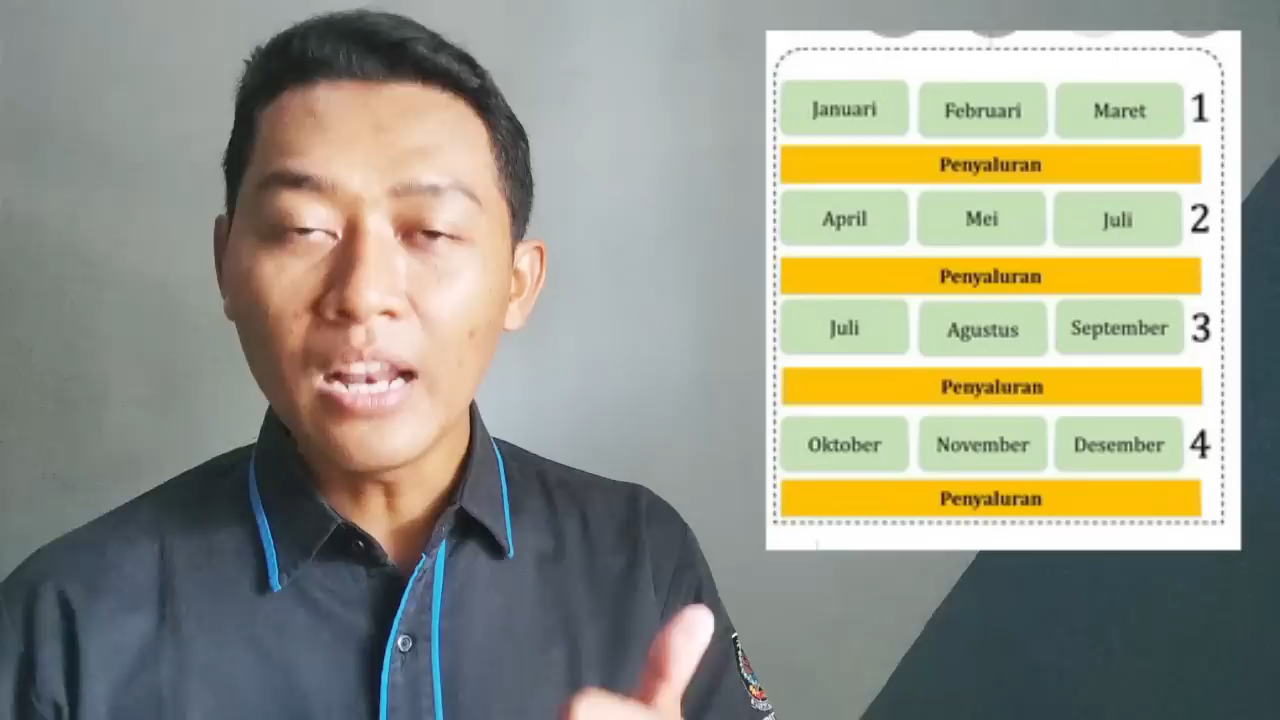 Januari Februari Maret 1
Penyaluran
April Mei Juli 2
Penyaluran
Juli Agustus September 3
Penyaluran
Oktober November Desember 4
Penyaluran